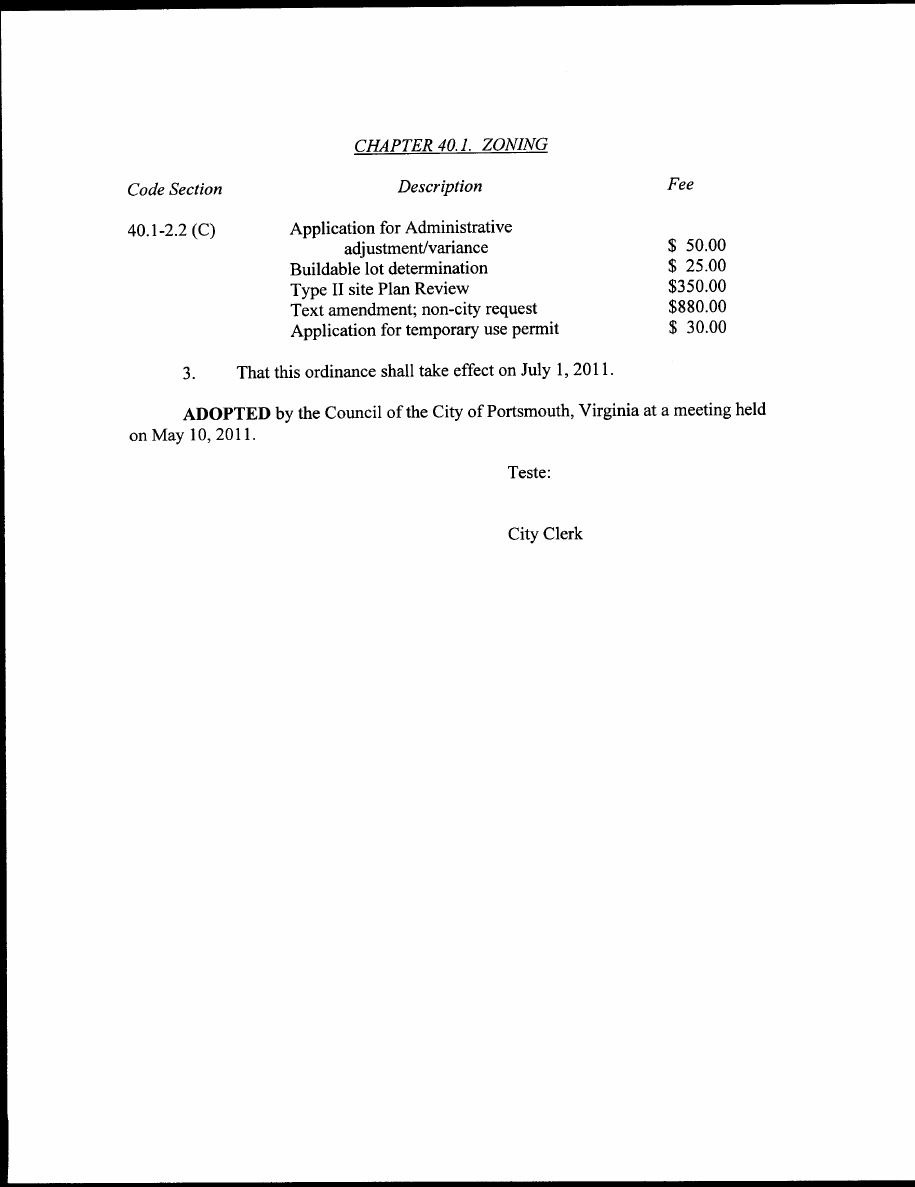 CHAPTER 40.1. ZONING
Code Section Description Fee
40.1-2.2 (C) Application for Administrative
adjustment/variance $ 50.00
Buildable lot determination $ 25.00
Type II site Plan Review $350.00
Text amendment; non-city request $880.00
Application for temporary use permit $ 30.00
3. That this ordinance shall take effect on July 1, 2011.
ADOPTED by the Council of the City of Portsmouth, Virginia at a meeting held
on May 10, 2011.
Teste:
City Clerk